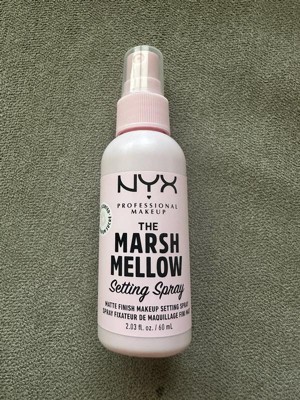 NYX
PROFESSIONAL
MAKEUP
THE
MARSH
MELLOW
Setting Spray
MATTE FINISH MAKEUP SETTING SPRAY
SPRAY FIXATEUR DE MAQUILLAGE FINI
2.03 fl. oz. / 60 mL